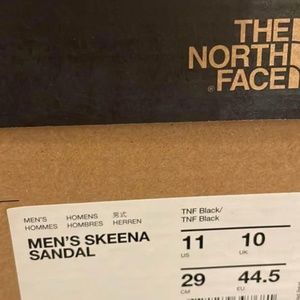 THE
NORTH
FACE
MEN'S HOMENS 男式
HOMMES HOMBRES HERREN
MEN'S SKEENA
SANDAL
TNF Black/
TNF Black
11 10
US UK
29 44.5
CM EU